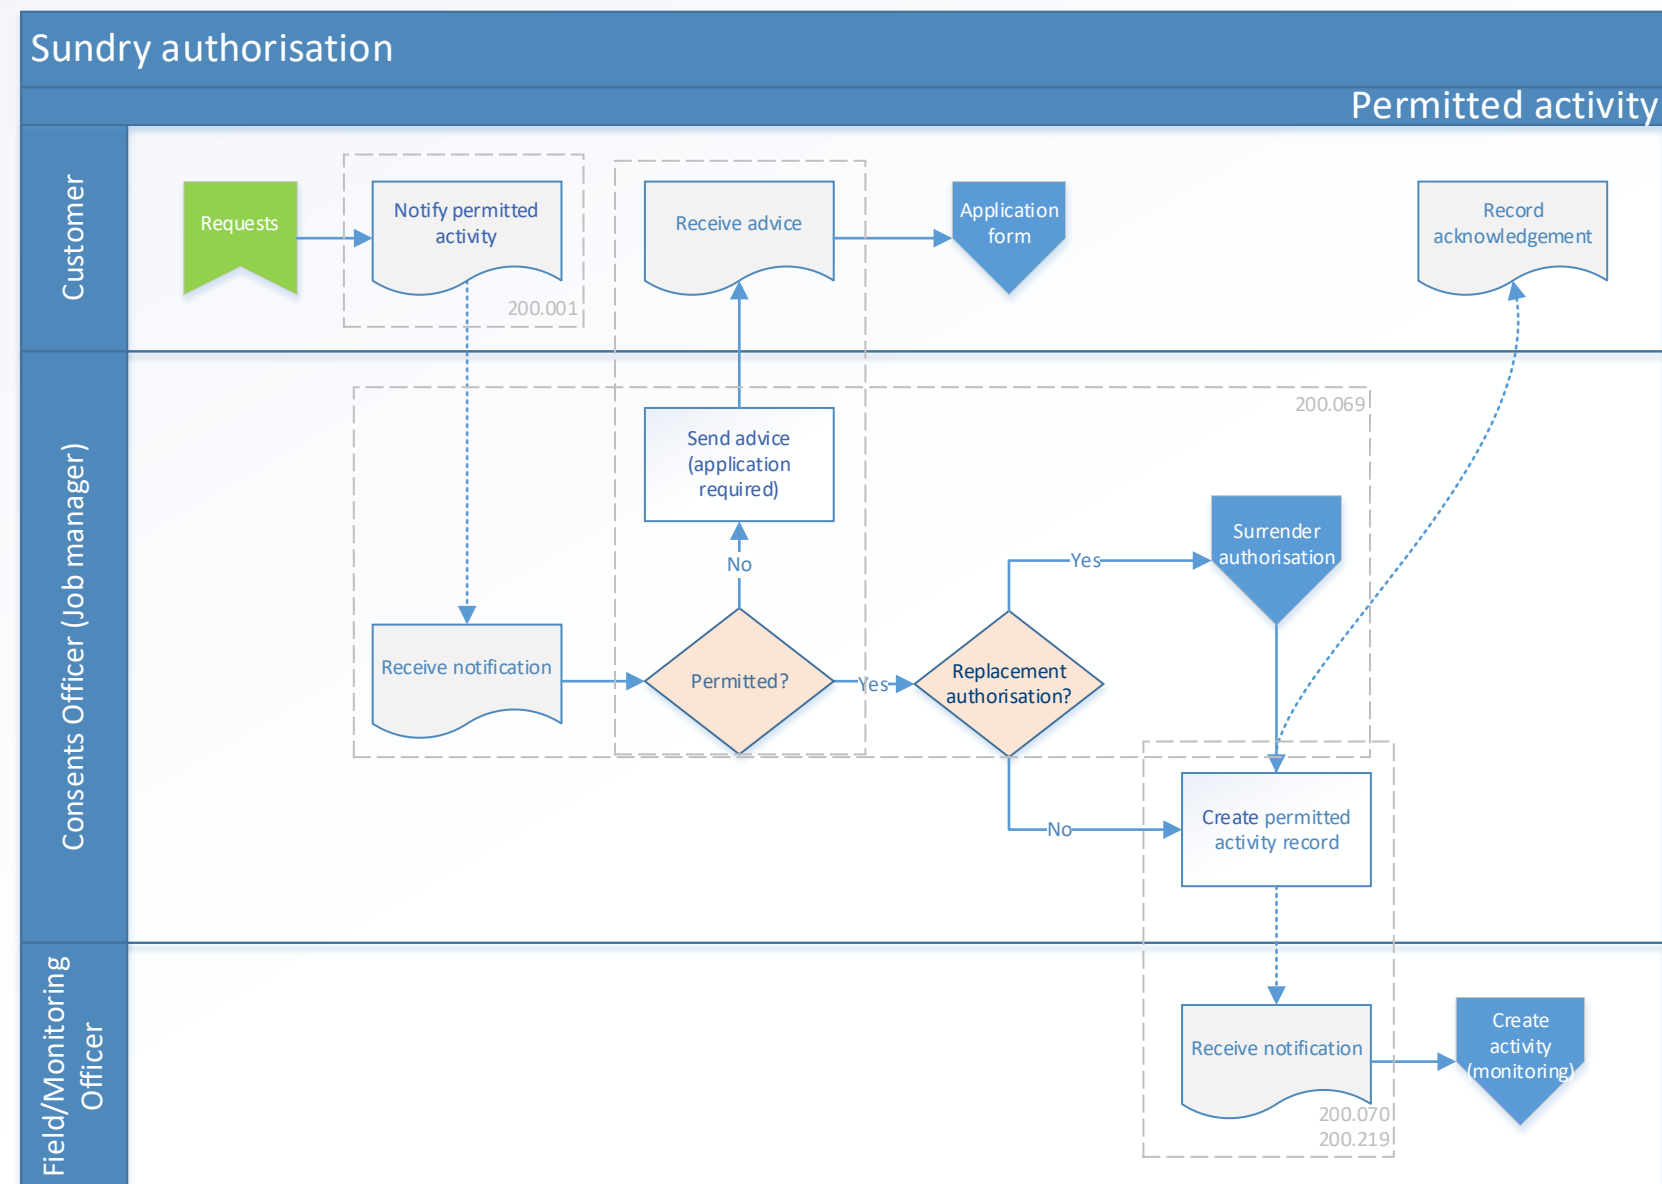 Sundry authorisation
Permitted activity
Customer
Requests
Notify permitted
activity
200.001
Receive advice
Application
form
Record
acknowledgement
Consents Officer (Job manager)
200.069
Send advice
(application
required)
No
Surrender
authorisation
Yes
Receive notification
Permitted?
Yes
Replacement
authorisation?
No
Create permitted
activity record
Field/Monitoring
Officer
Receive notification
200.070
200.219
Create
activity
(monitoring)